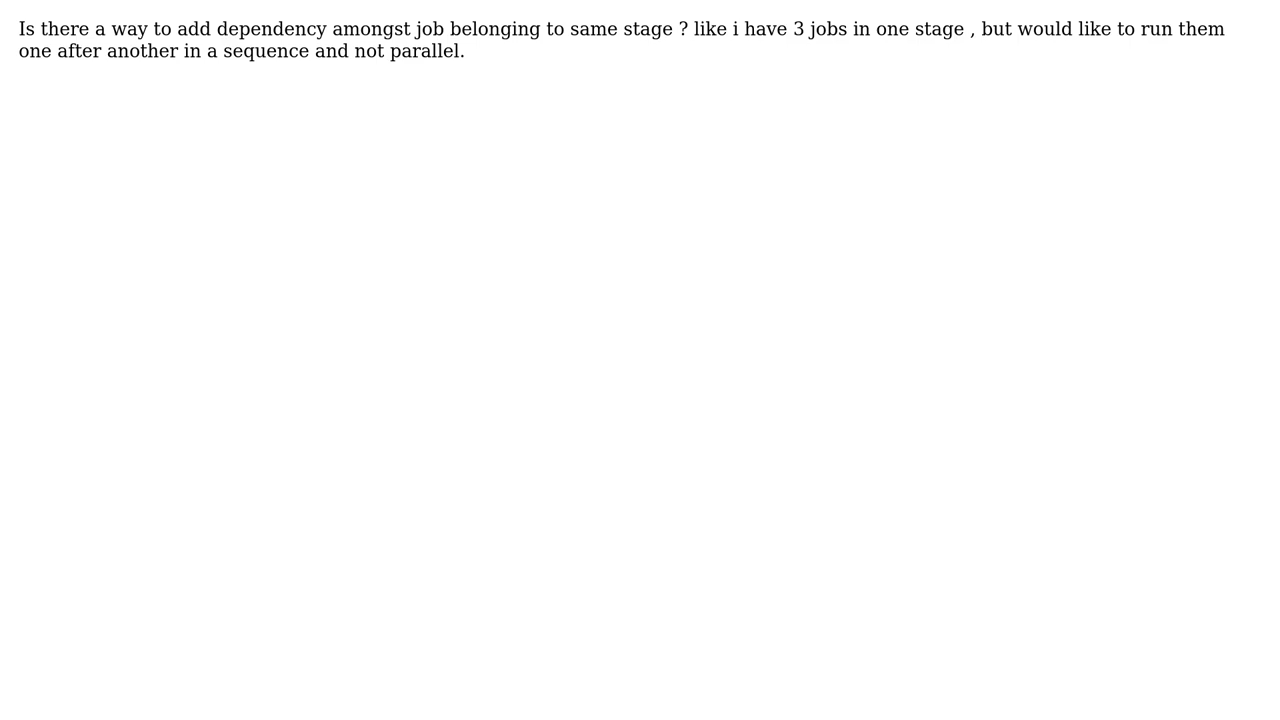 Is there a way to add dependency amongst job belonging to same stage ? like i have 3 jobs in one stage , but would like to run them
one after another in a sequence and not parallel.